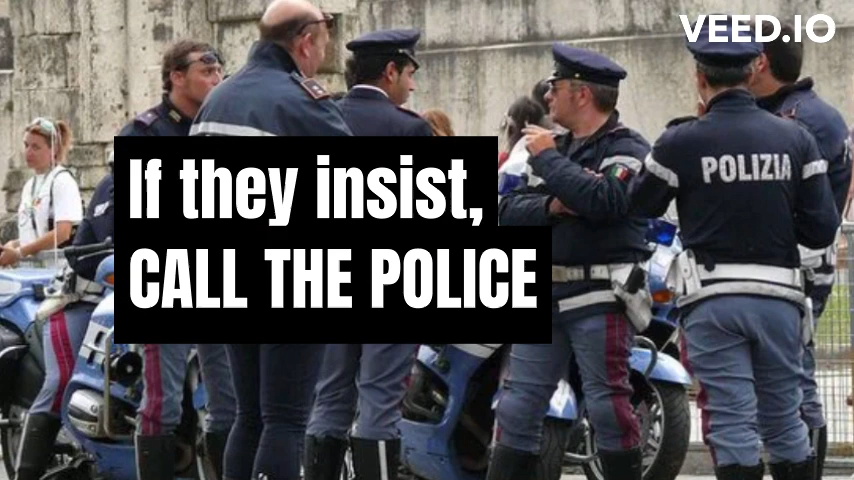 VEED.IO
If they insist,
CALL THE POLICE
POLIZIA